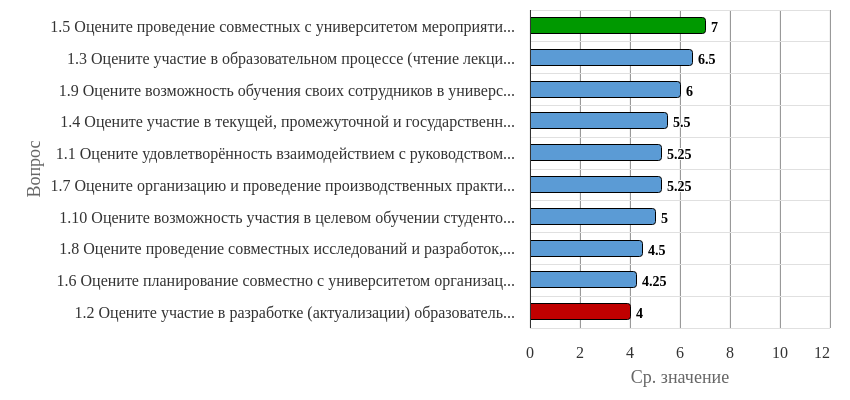 1.5 Оцените проведение совместных с университетом мероприяти... 7
1.3 Оцените участие в образовательном процессе (чтение лекци... 6.5
1.9 Оцените возможность обучения своих сотрудников в универс... 6
1.4 Оцените участие в текущей, промежуточной и государственн... 5.5
1.1 Оцените удовлетворённость взаимодействием с руководством... 5.25
1.7 Оцените организацию и проведение производственных практи... 5.25
1.10 Оцените возможность участия в целевом обучении студенто... 5
1.8 Оцените проведение совместных исследований и разработок,... 4.5
1.6 Оцените планирование совместно с университетом организац... 4.25
1.2 Оцените участие в разработке (актуализации) образователь... 4
Вопрос
0 2 4 6 8 10 12
Ср. значение